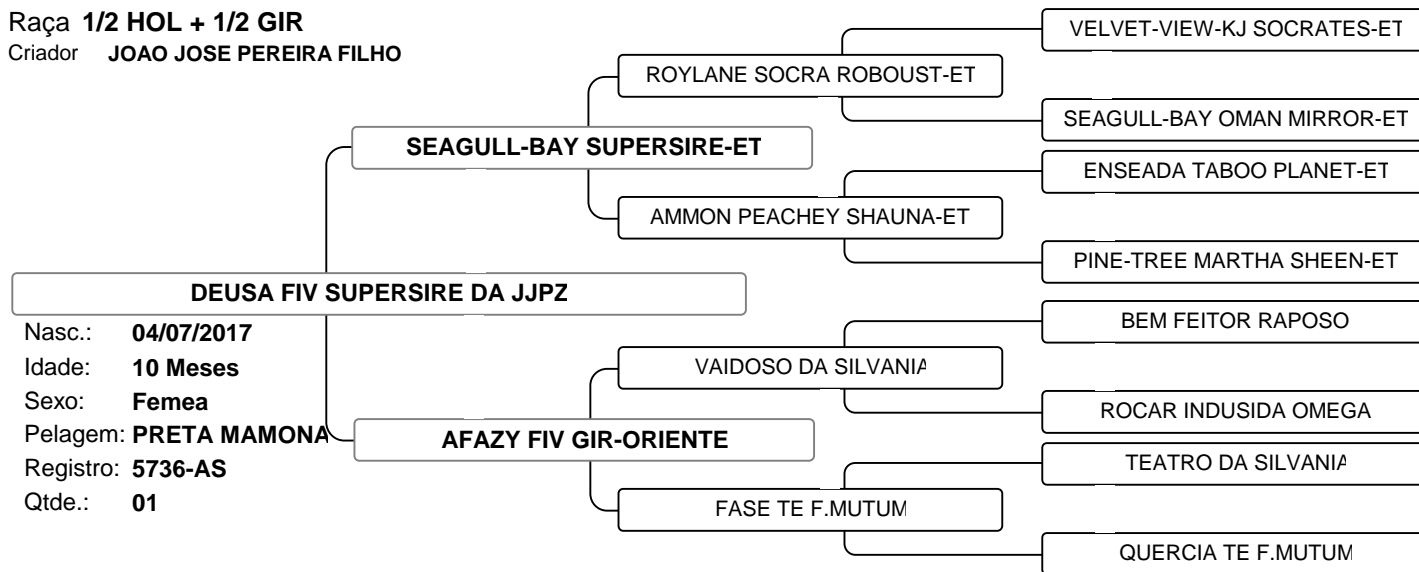 Raça 1/2 HOL + 1/2 GIR
Criador JOAO JOSE PEREIRA FILHO
VELVET-VIEW-KJ SOCRATES-ET
ROYLANE SOCRA ROBOUST-ET
SEAGULL-BAY OMAN MIRROR-ET
SEAGULL-BAY SUPERSIRE-ET
ENSEADA TABOO PLANET-ET
AMMON PEACHEY SHAUNA-ET
PINE-TREE MARTHA SHEEN-ET
DEUSA FIV SUPERSIRE DA JJPZ
Nasc.: 04/07/2017
Idade: 10 Meses
Sexo: Femea
Pelagem: PRETA MAMONA
Registro: 5736-AS
Qtde.: 01
BEM FEITOR RAPOSO
VAIDOSO DA SILVANIA
ROCAR INDUSIDA OMEGA
AFAZY FIV GIR-ORIENTE
TEATRO DA SILVANIA
FASE TE F.MUTUM
QUERCIA TE F.MUTUM